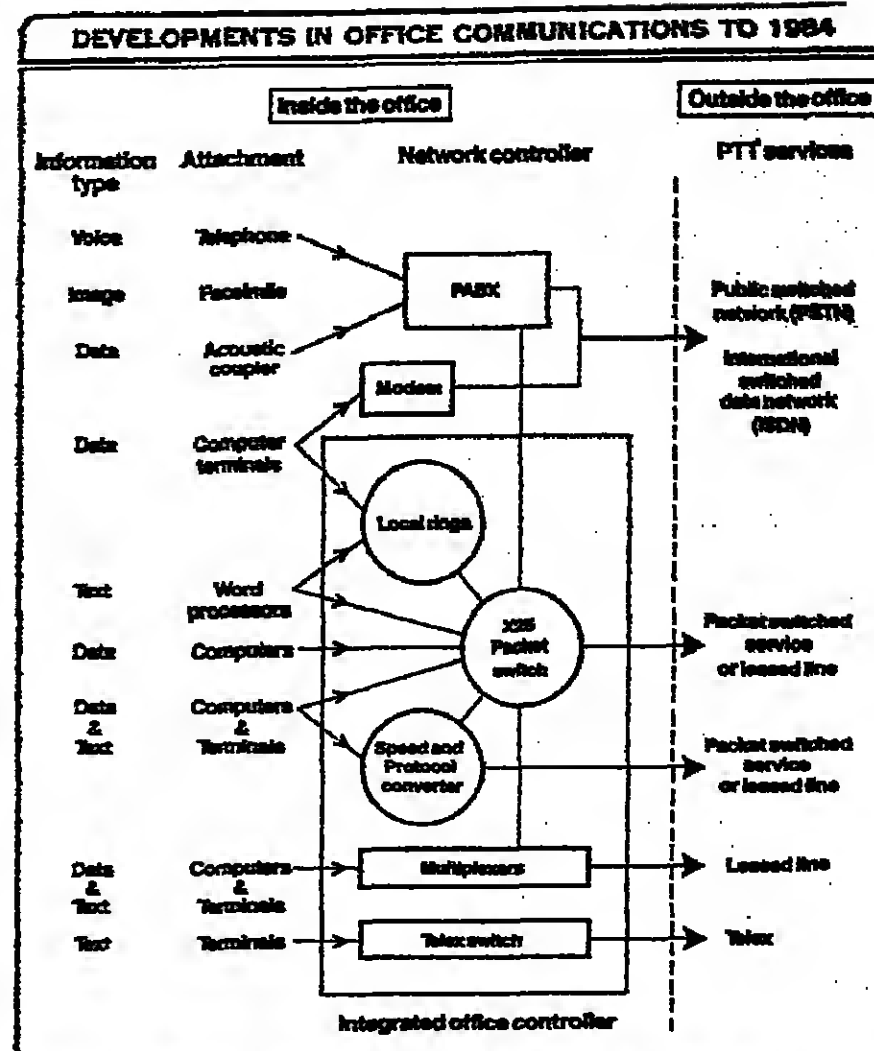 DEVELOPMENTS IN OFFICE COMMUNICATIONS TO 1984
Inside the office
Outside the office
Information
type
Attachment
Network controller
PTT services
Voice
Telephone
Image
Facsimile
Data
Acoustic
coupler
PABX
Modem
Public switched
network (PSTN)
International
switched
data network
(ISDN)
Data
Computer
terminals
Local rings
Text
Word
processors
Data
Computers
X25
Packet
switch
Packet switched
service
or leased line
Data
&
Text
Computers
&
Terminals
Speed and
Protocol
converter
Packet switched
service
or leased line
Data
&
Text
Computers
&
Terminals
Multiplexers
Leased line
Text
Terminals
Telex switch
Telex
Integrated office controller